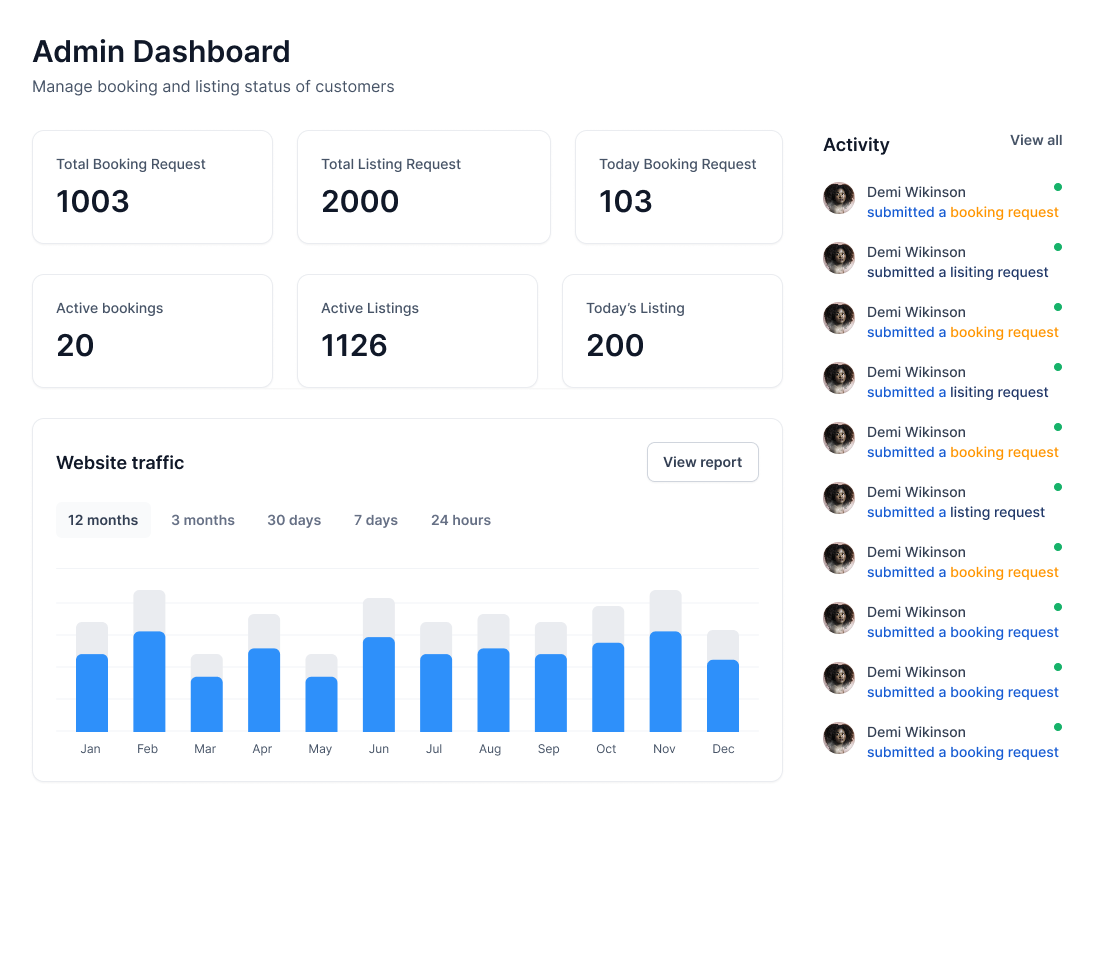 Admin Dashboard
Manage booking and listing status of customers
Total Booking Request
1003
Total Listing Request
2000
Today Booking Request
103
Active bookings
20
Active Listings
1126
Today’s Listing
200
Website traffic
View report
12 months 3 months 30 days 7 days 24 hours
Jan Feb Mar Apr May Jun Jul Aug Sep Oct Nov Dec
Activity
View all
Demi Wikinson
submitted a booking request
Demi Wikinson
submitted a lisiting request
Demi Wikinson
submitted a booking request
Demi Wikinson
submitted a lisiting request
Demi Wikinson
submitted a booking request
Demi Wikinson
submitted a listing request
Demi Wikinson
submitted a booking request
Demi Wikinson
submitted a booking request
Demi Wikinson
submitted a booking request
Demi Wikinson
submitted a booking request